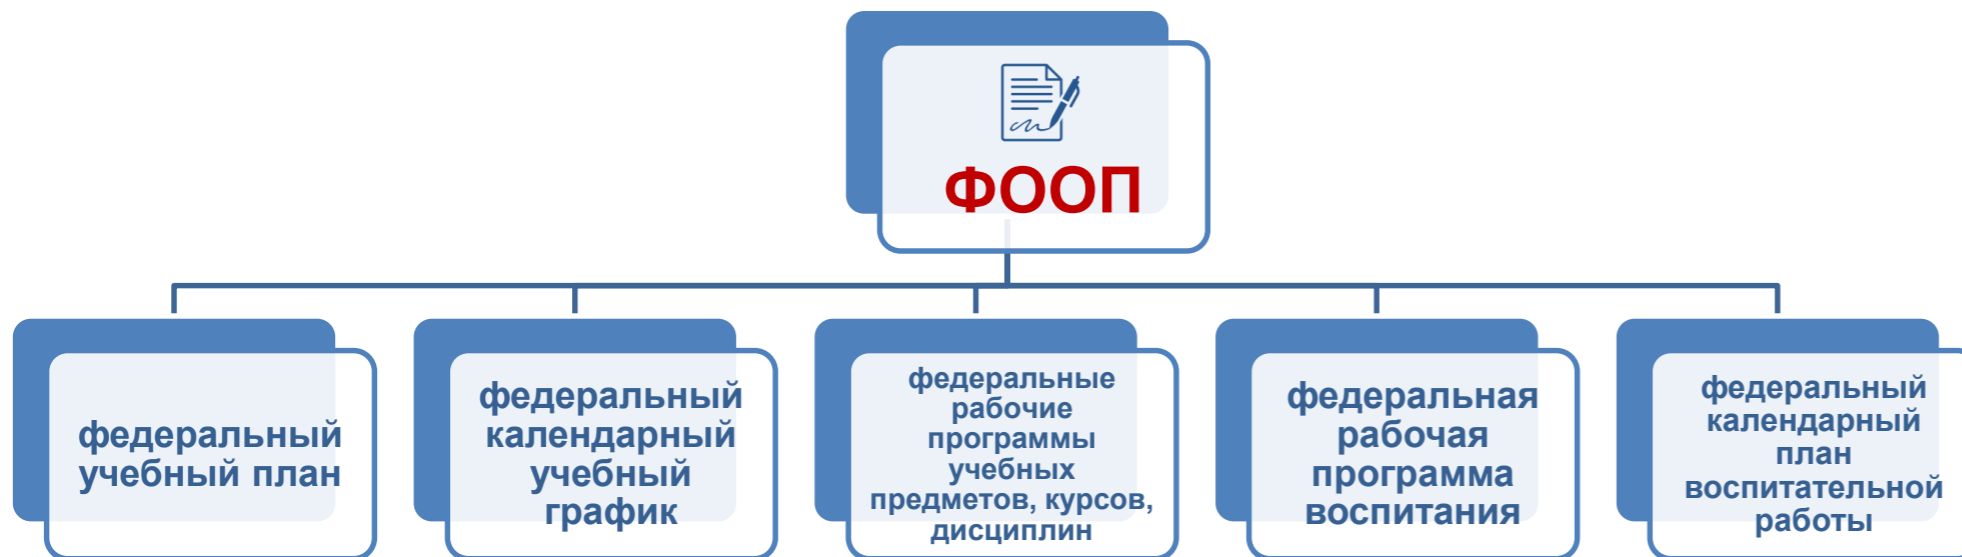 ФООП
федеральный
учебный план
федеральный
календарный
учебный
график
федеральные
рабочие
программы
учебных
предметов, курсов,
дисциплин
федеральная
рабочая
программа
воспитания
федеральный
календарный
план
воспитательной
работы